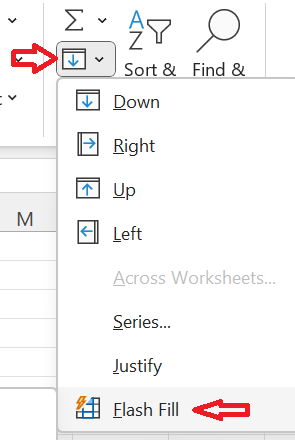 Sort &
Find &
Down
Right
Up
M
Left
Across Worksheets...
Series...
Justify
Flash Fill